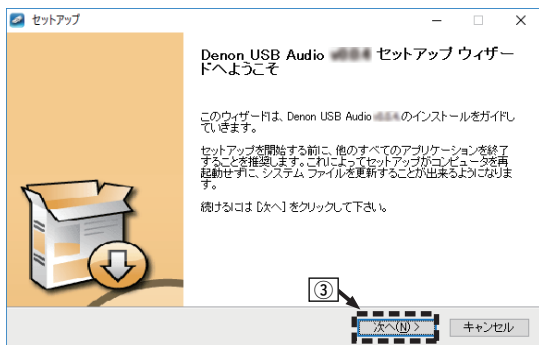 セットアップ
Denon USB Audio セットアップ ウィザー
ドへようこそ
このウィザードは、Denon USB Audio のインストールをガイドし
ていきます。
セットアップを開始する前に、他のすべてのアプリケーションを終了
することを推奨します。これによってセットアップがコンピュータを再
起動せずに、システム ファイルを更新することが出来るようになりま
す。
続けるには [次へ] をクリックして下さい。
③
次へ(N) >
キャンセル